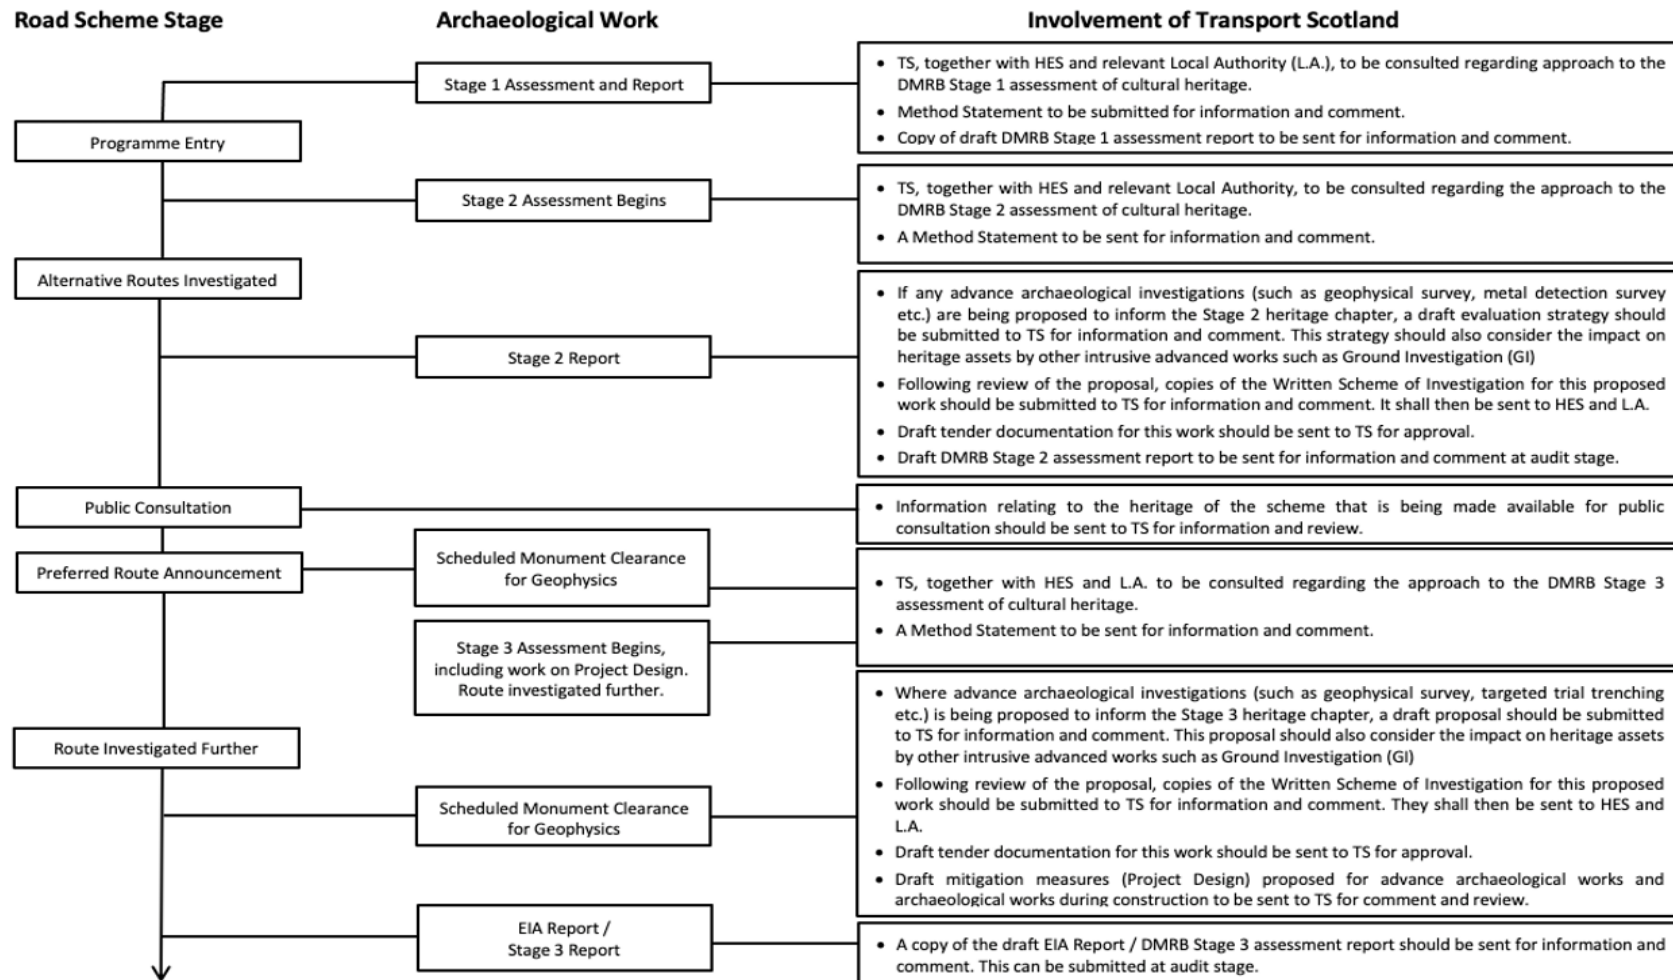 Road Scheme Stage
Archaeological Work
Involvement of Transport Scotland
Stage 1 Assessment and Report
• TS, together with HES and relevant Local Authority (L.A.), to be consulted regarding approach to the
DMRB Stage 1 assessment of cultural heritage.
• Method Statement to be submitted for information and comment.
• Copy of draft DMRB Stage 1 assessment report to be sent for information and comment.
Programme Entry
Stage 2 Assessment Begins
• TS, together with HES and relevant Local Authority, to be consulted regarding the approach to the
DMRB Stage 2 assessment of cultural heritage.
• A Method Statement to be sent for information and comment.
Alternative Routes Investigated
Stage 2 Report
• If any advance archaeological investigations (such as geophysical survey, metal detection survey
etc.) are being proposed to inform the Stage 2 heritage chapter, a draft evaluation strategy should
be submitted to TS for information and comment. This strategy should also consider the impact on
heritage assets by other intrusive advanced works such as Ground Investigation (GI)
• Following review of the proposal, copies of the Written Scheme of Investigation for this proposed
work should be submitted to TS for information and comment. It shall then be sent to HES and L.A.
• Draft tender documentation for this work should be sent to TS for approval.
• Draft DMRB Stage 2 assessment report to be sent for information and comment at audit stage.
Public Consultation
• Information relating to the heritage of the scheme that is being made available for public
consultation should be sent to TS for information and review.
Preferred Route Announcement
Scheduled Monument Clearance
for Geophysics
• TS, together with HES and L.A. to be consulted regarding the approach to the DMRB Stage 3
assessment of cultural heritage.
• A Method Statement to be sent for information and comment.
Stage 3 Assessment Begins,
including work on Project Design.
Route investigated further.
Route Investigated Further
• Where advance archaeological investigations (such as geophysical survey, targeted trial trenching
etc.) is being proposed to inform the Stage 3 heritage chapter, a draft proposal should be submitted
to TS for information and comment. This proposal should also consider the impact on heritage assets
by other intrusive advanced works such as Ground Investigation (GI)
• Following review of the proposal, copies of the Written Scheme of Investigation for this proposed
work should be submitted to TS for information and comment. They shall then be sent to HES and
L.A.
• Draft tender documentation for this work should be sent to TS for approval.
• Draft mitigation measures (Project Design) proposed for advance archaeological works and
archaeological works during construction to be sent to TS for comment and review.
Scheduled Monument Clearance
for Geophysics
EIA Report /
Stage 3 Report
• A copy of the draft EIA Report / DMRB Stage 3 assessment report should be sent for information and
comment. This can be submitted at audit stage.